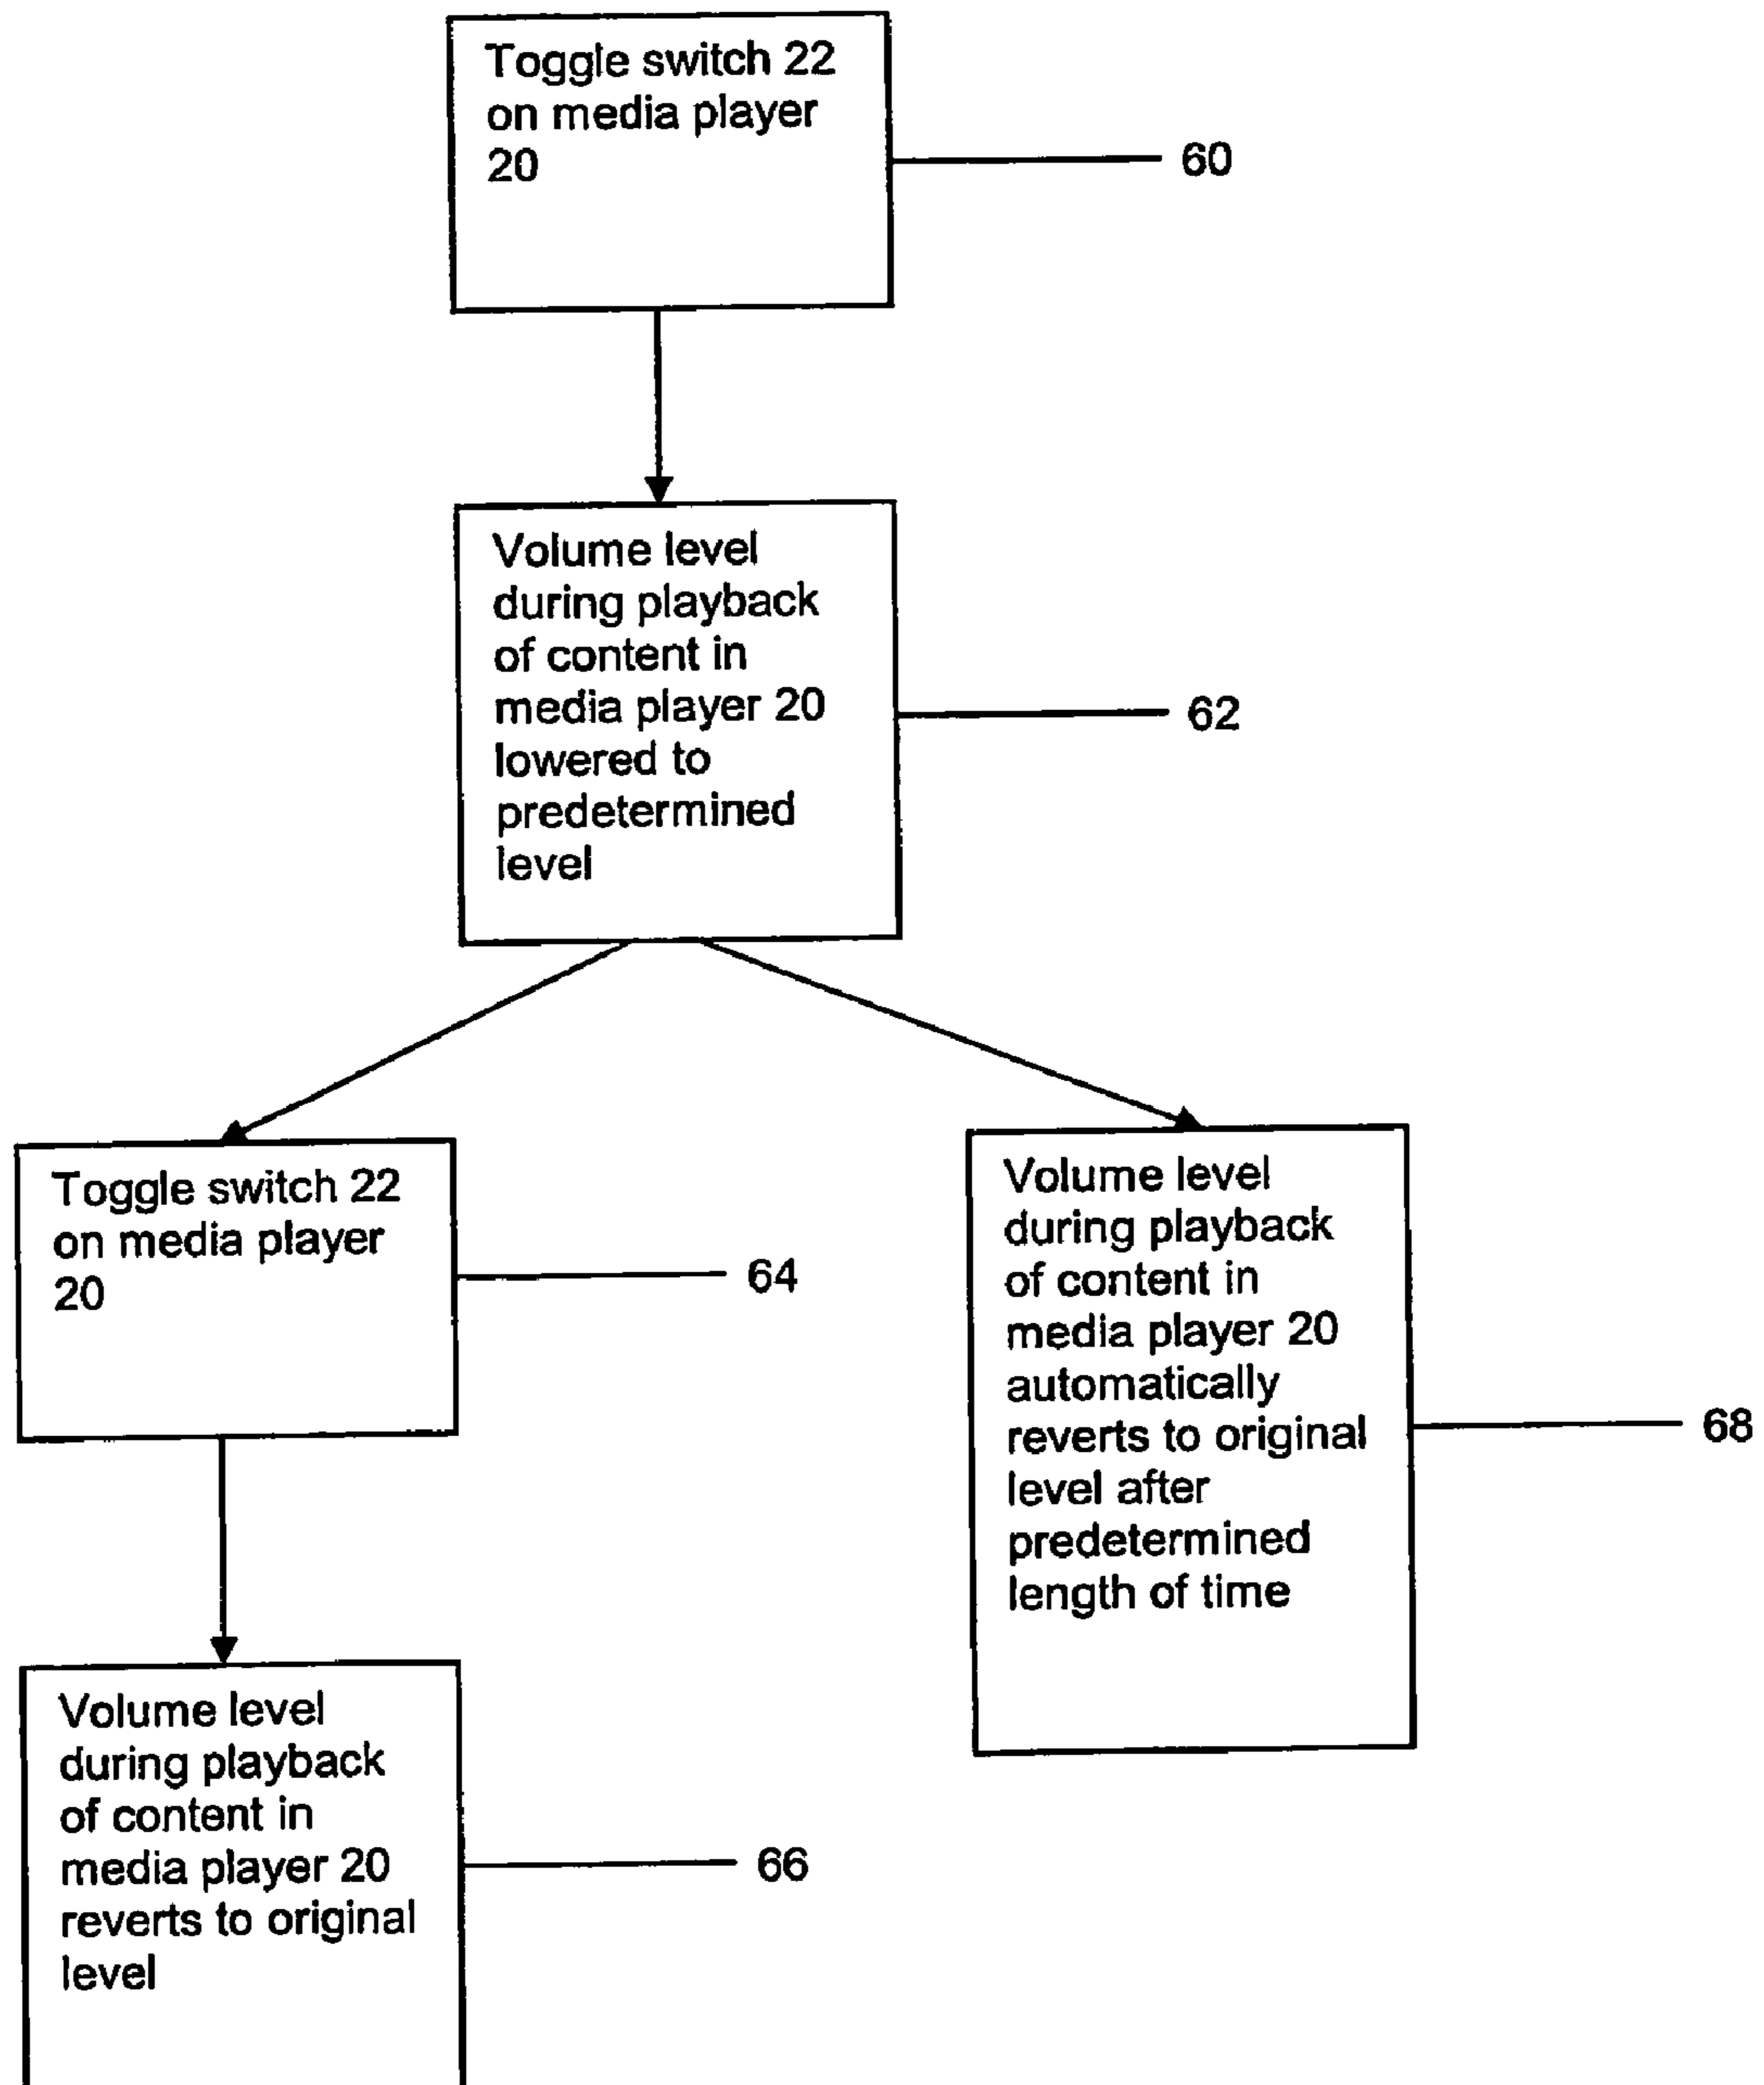 Toggle switch 22
on media player
20
60
Volume level
during playback
of content in
media player 20
lowered to
predetermined
level
62
Toggle switch 22
on media player
20
64
Volume level
during playback
of content in
media player 20
automatically
reverts to original
level after
predetermined
length of time
68
Volume level
during playback
of content in
media player 20
reverts to original
level
66